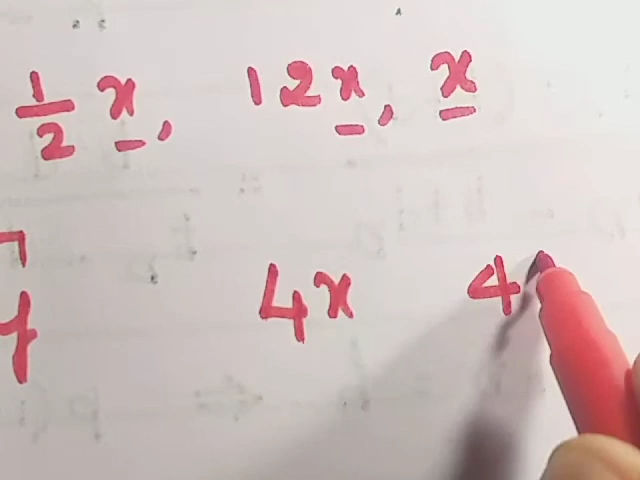 1/2 x, 12x, x
4x 4